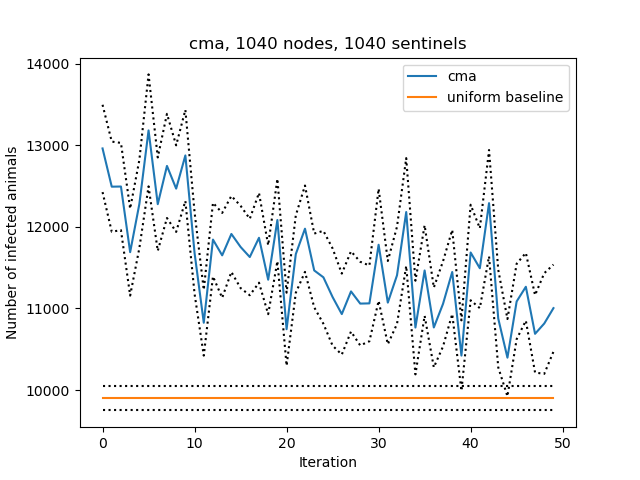 cma, 1040 nodes, 1040 sentinels
14000
13000
12000
11000
10000
Number of infected animals
cma
uniform baseline
0
10
20
30
40
50
Iteration